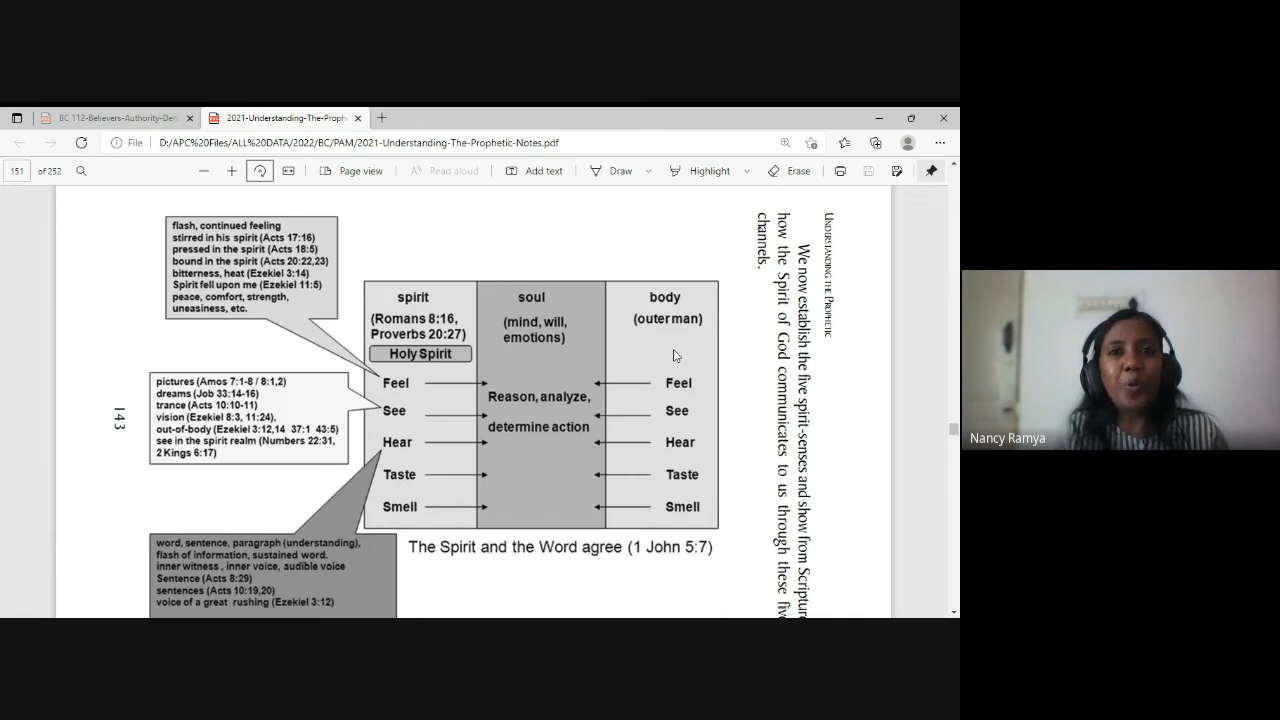 BC 112-Believers-Authority-Den
2021-Understanding-The-Proph
File
D:/APC%20Files/ALL%20DATA/2022/BC/PAM/2021-Understanding-The-Prophetic-Notes.pdf
151
of 252
Page view
Read aloud
Add text
Draw
Highlight
Erase
UNDERSTANDING THE PROPHETIC
We now establish the five spirit-senses and show from Scripture
how the Spirit of God communicates to us through these five
channels.
flash, continued feeling
stirred in his spirit (Acts 17:16)
pressed in the spirit (Acts 18:5)
bound in the spirit (Acts 20:22,23)
bitterness, heat (Ezekiel 3:14)
Spirit fell upon me (Ezekiel 11:5)
peace, comfort, strength,
uneasiness, etc.
pictures (Amos 7:1-8 / 8:1,2)
dreams (Job 33:14-16)
trance (Acts 10:10-11)
vision (Ezekiel 8:3, 11:24),
out-of-body (Ezekiel 3:12,14 37:1 43:5)
see in the spirit realm (Numbers 22:31,
2 Kings 6:17)
word, sentence, paragraph (understanding),
flash of information, sustained word.
inner witness, inner voice, audible voice
Sentence (Acts 8:29)
sentences (Acts 10:19,20)
voice of a great rushing (Ezekiel 3:12)
spirit
(Romans 8:16,
Proverbs 20:27)
Holy Spirit
Feel
See
Hear
Taste
Smell
soul
(mind, will,
emotions)
Reason, analyze,
determine action
body
(outer man)
Feel
See
Hear
Taste
Smell
The Spirit and the Word agree (1 John 5:7)
143
Nancy Ramya